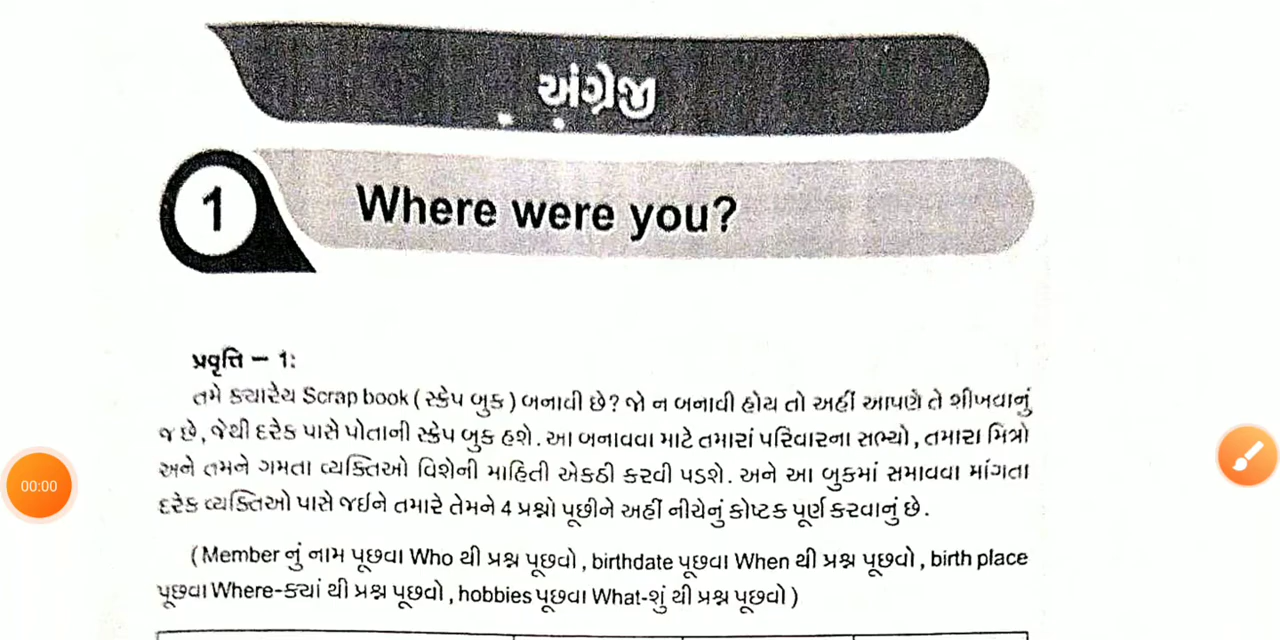 અંગ્રેજી
1 Where were you?
પ્રવૃત્તિ – 1:
તમે ક્યારેય Scrap book ( સ્ક્રેપ બુક ) બનાવી છે? જો ન બનાવી હોય તો અહીં આપણે તે શીખવાનું
જ છે, જેથી દરેક પાસે પોતાની સ્ક્રેપ બુક હશે. આ બનાવવા માટે તમારાં પરિવારના સભ્યો, તમારા મિત્રો
અને તમને ગમતા વ્યક્તિઓ વિશેની માહિતી એકઠી કરવી પડશે. અને આ બુકમાં સમાવવા માંગતા
દરેક વ્યક્તિઓ પાસે જઈને તમારે તેમને 4 પ્રશ્નો પૂછીને અહીં નીચેનું કોષ્ટક પૂર્ણ કરવાનું છે.
(Member નું નામ પૂછવા Who થી પ્રશ્ન પૂછવો, birthdate પૂછવા When થી પ્રશ્ન પૂછવો, birth place
પૂછવા Where-ક્યાં થી પ્રશ્ન પૂછવો, hobbies પૂછવા What-શું થી પ્રશ્ન પૂછવો)
00:00